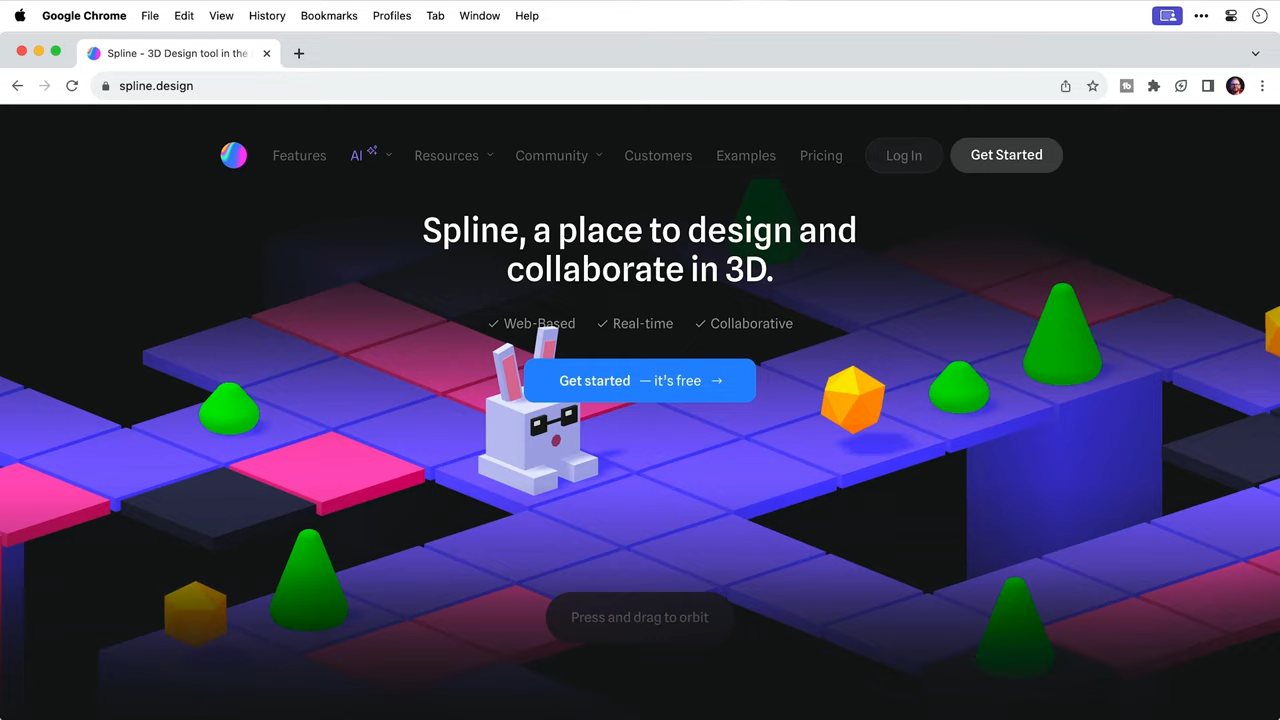 Google Chrome File Edit View History Bookmarks Profiles Tab Window Help
Spline - 3D Design tool in the
spline.design
Features AI Resources Community Customers Examples Pricing Log In Get Started
Spline, a place to design and
collaborate in 3D.
Web-Based Real-time Collaborative
Get started — it's free →
Press and drag to orbit